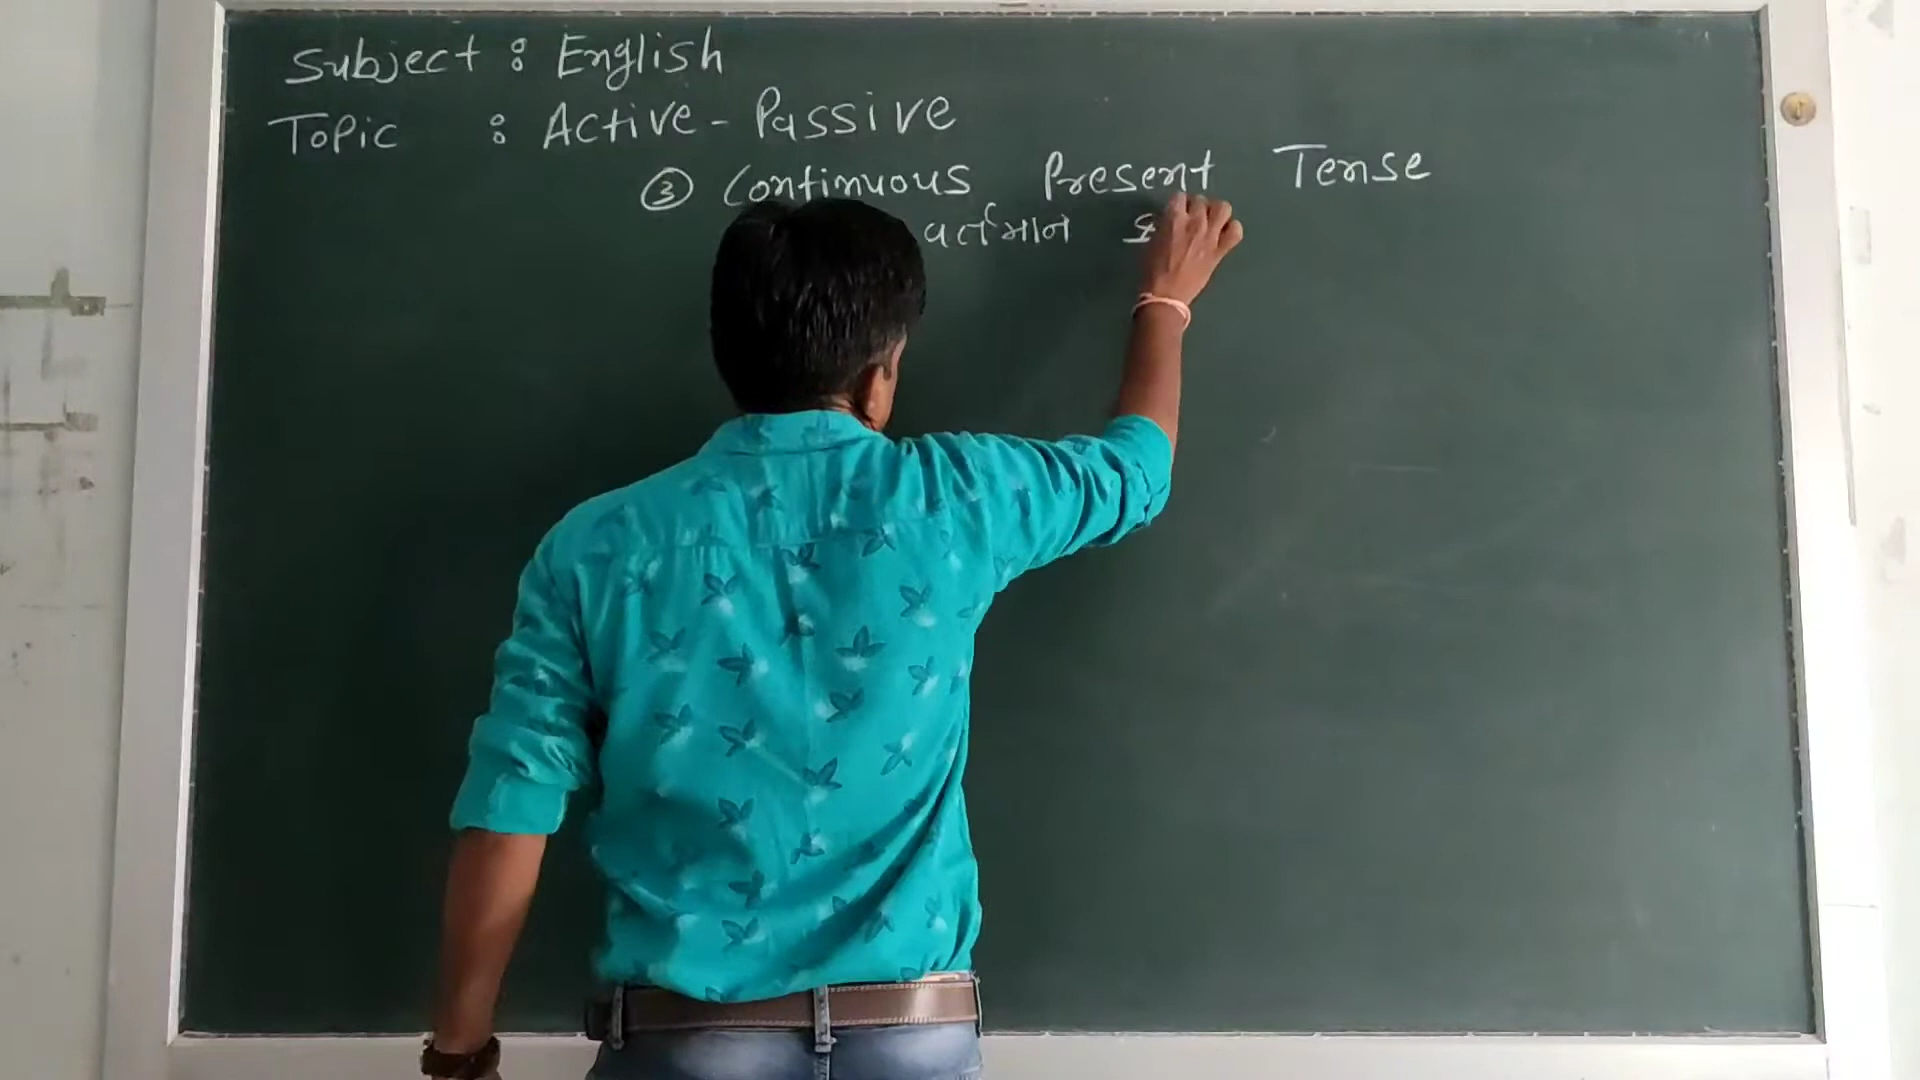 Subject : English
Topic : Active - Passive
③ Continuous Present Tense
વર્તમાન